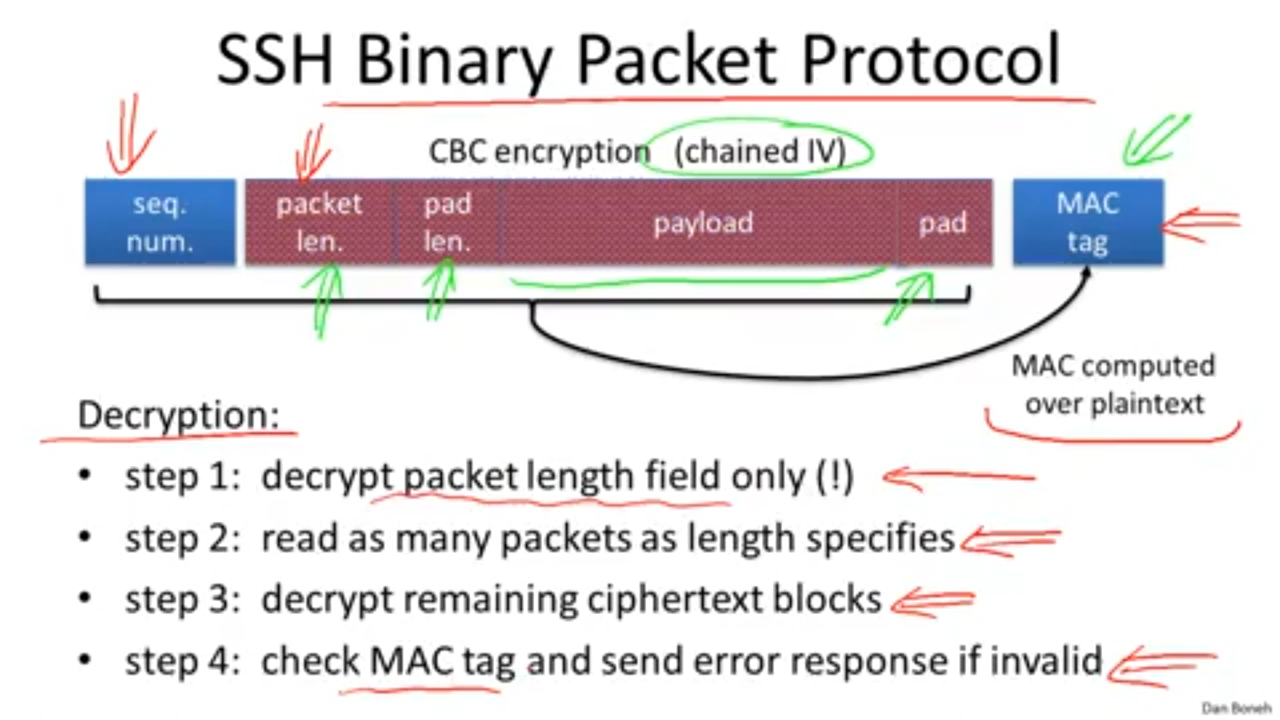 SSH Binary Packet Protocol
CBC encryption (chained IV)
seq. num.
packet len.
pad len.
payload
pad
MAC tag
MAC computed
over plaintext
Decryption:
• step 1: decrypt packet length field only (!)
• step 2: read as many packets as length specifies
• step 3: decrypt remaining ciphertext blocks
• step 4: check MAC tag and send error response if invalid
Dan Boneh